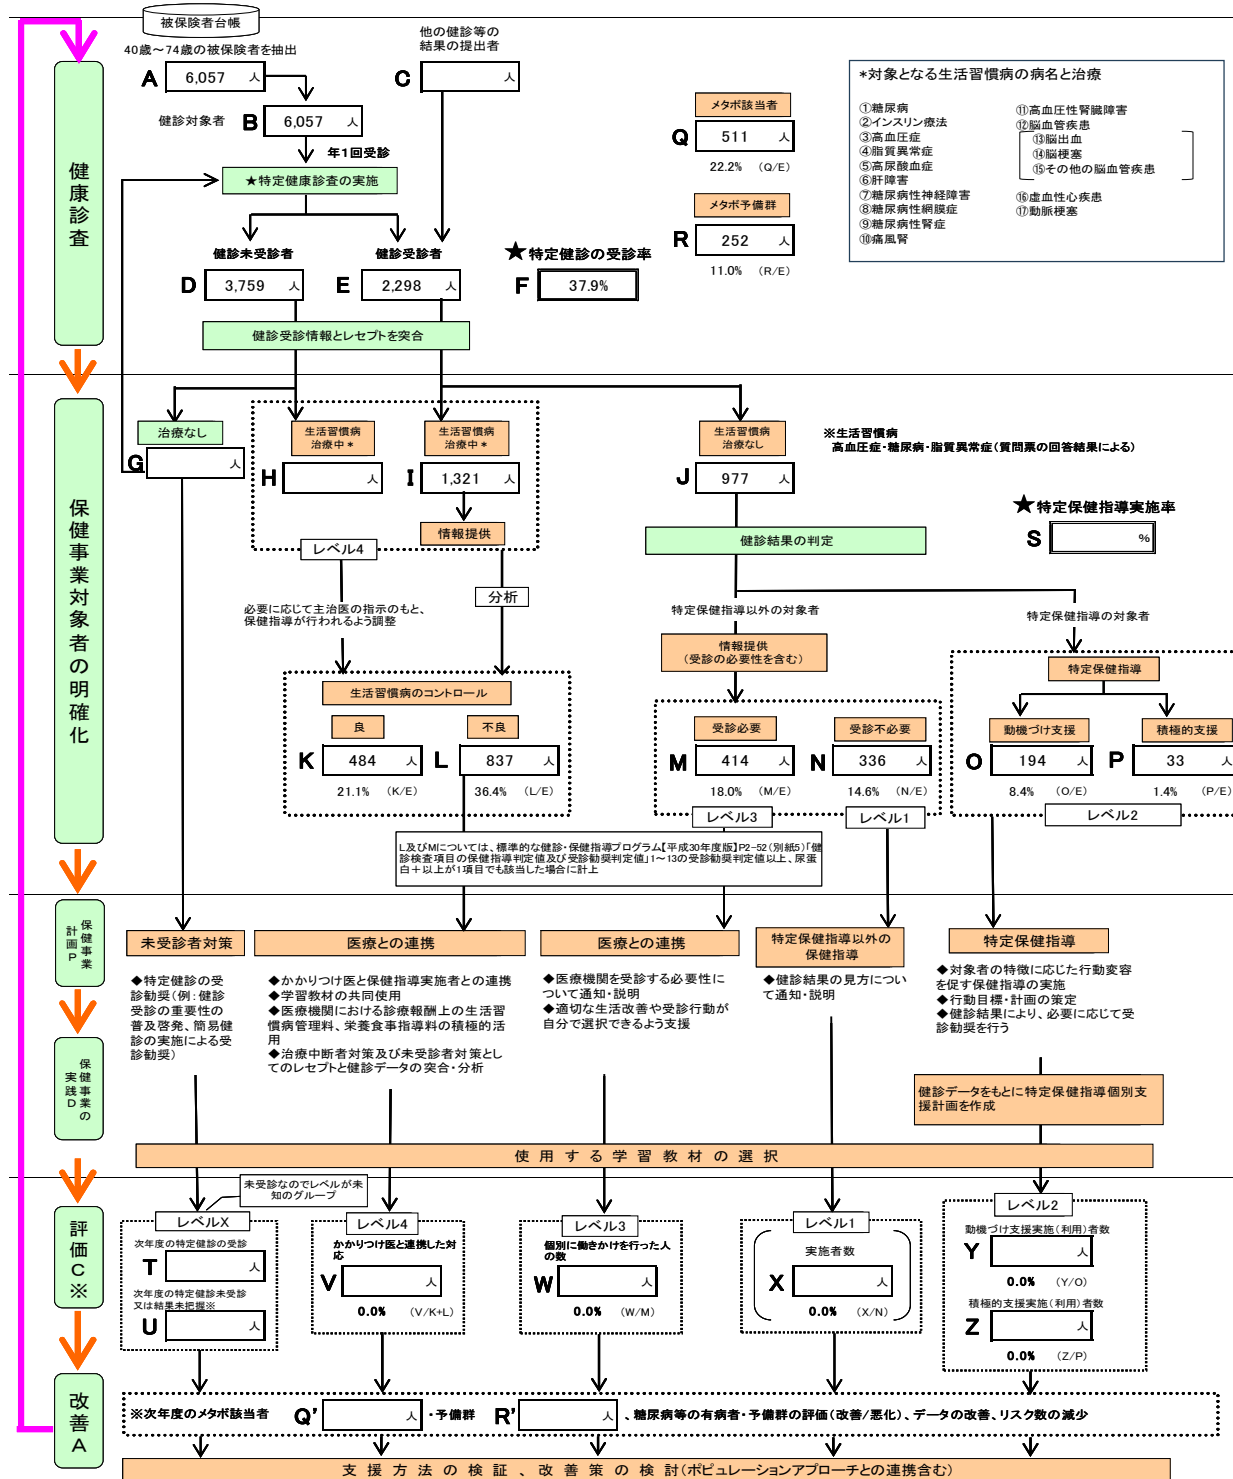 被保険者台帳
40歳～74歳の被保険者を抽出
A 6,057 人
他の健診等の
結果の提出者
C 人
健診対象者 B 6,057 人
年1回受診
★特定健康診査の実施
健診未受診者
D 3,759 人
健診受診者
E 2,298 人
★特定健診の受診率
F 37.9%
健診受診情報とレセプトを突合
メタボ該当者
Q 511 人
22.2% (Q/E)
メタボ予備群
R 252 人
11.0% (R/E)
*対象となる生活習慣病の病名と治療
①糖尿病
②インスリン療法
③高血圧症
④脂質異常症
⑤高尿酸血症
⑥肝障害
⑦糖尿病性神経障害
⑧糖尿病性網膜症
⑨糖尿病性腎症
⑩痛風腎
⑪高血圧性腎臓障害
⑫脳血管疾患
⑬脳出血
⑭脳梗塞
⑮その他の脳血管疾患
⑯虚血性心疾患
⑰動脈梗塞
健康診査
保健事業対象者の明確化
治療なし
G 人
生活習慣病
治療中*
H 人
生活習慣病
治療中*
I 1,321 人
情報提供
レベル4
生活習慣病
治療なし
J 977 人
※生活習慣病
高血圧症・糖尿病・脂質異常症(質問票の回答結果による)
★特定保健指導実施率
S %
健診結果の判定
必要に応じて主治医の指示のもと、
保健指導が行われるよう調整
分析
特定保健指導以外の対象者
特定保健指導の対象者
情報提供
(受診の必要性を含む)
特定保健指導
生活習慣病のコントロール
良
K 484 人
21.1% (K/E)
不良
L 837 人
36.4% (L/E)
受診必要
M 414 人
18.0% (M/E)
受診不必要
N 336 人
14.6% (N/E)
動機づけ支援
O 194 人
8.4% (O/E)
積極的支援
P 33 人
1.4% (P/E)
レベル3
レベル1
レベル2
L及びMについては、標準的な健診・保健指導プログラム【平成30年度版】P2-52(別紙5)「健
診検査項目の保健指導判定値及び受診勧奨判定値」1～13の受診勧奨判定値以上、尿蛋
白＋以上が1項目でも該当した場合に計上
保健事業
計画P
保健事業の
実践D
未受診者対策
◆特定健診の受
診勧奨(例:健診
受診の重要性の
普及啓発、簡易健
診の実施による受
診勧奨)
医療との連携
◆かかりつけ医と保健指導実施者との連携
◆学習教材の共同使用
◆医療機関における診療報酬上の生活習
慣病管理料、栄養食事指導料の積極的活
用
◆治療中断者対策及び未受診者対策とし
てのレセプトと健診データの突合・分析
医療との連携
◆医療機関を受診する必要性に
ついて通知・説明
◆適切な生活改善や受診行動が
自分で選択できるよう支援
特定保健指導以外の
保健指導
◆健診結果の見方につい
て通知・説明
特定保健指導
◆対象者の特徴に応じた行動変容
を促す保健指導の実施
◆行動目標・計画の策定
◆健診結果により、必要に応じて受
診勧奨を行う
健診データをもとに特定保健指導個別支
援計画を作成
使用する学習教材の選択
評価C※
未受診なのでレベルが未
知のグループ
レベルX
次年度の特定健診の受診
T 人
次年度の特定健診未受診
又は結果未把握※
U 人
レベル4
かかりつけ医と連携した対
応
V 人
0.0% (V/K+L)
レベル3
個別に働きかけを行った人
の数
W 人
0.0% (W/M)
レベル1
実施者数
X 人
0.0% (X/N)
レベル2
動機づけ支援実施(利用)者数
Y 人
0.0% (Y/O)
積極的支援実施(利用)者数
Z 人
0.0% (Z/P)
改善A
※次年度のメタボ該当者 Q' 人 ・予備群 R' 人 、糖尿病等の有病者・予備群の評価(改善/悪化)、データの改善、リスク数の減少
支援方法の検証、改善策の検討(ポピュレーションアプローチとの連携含む)